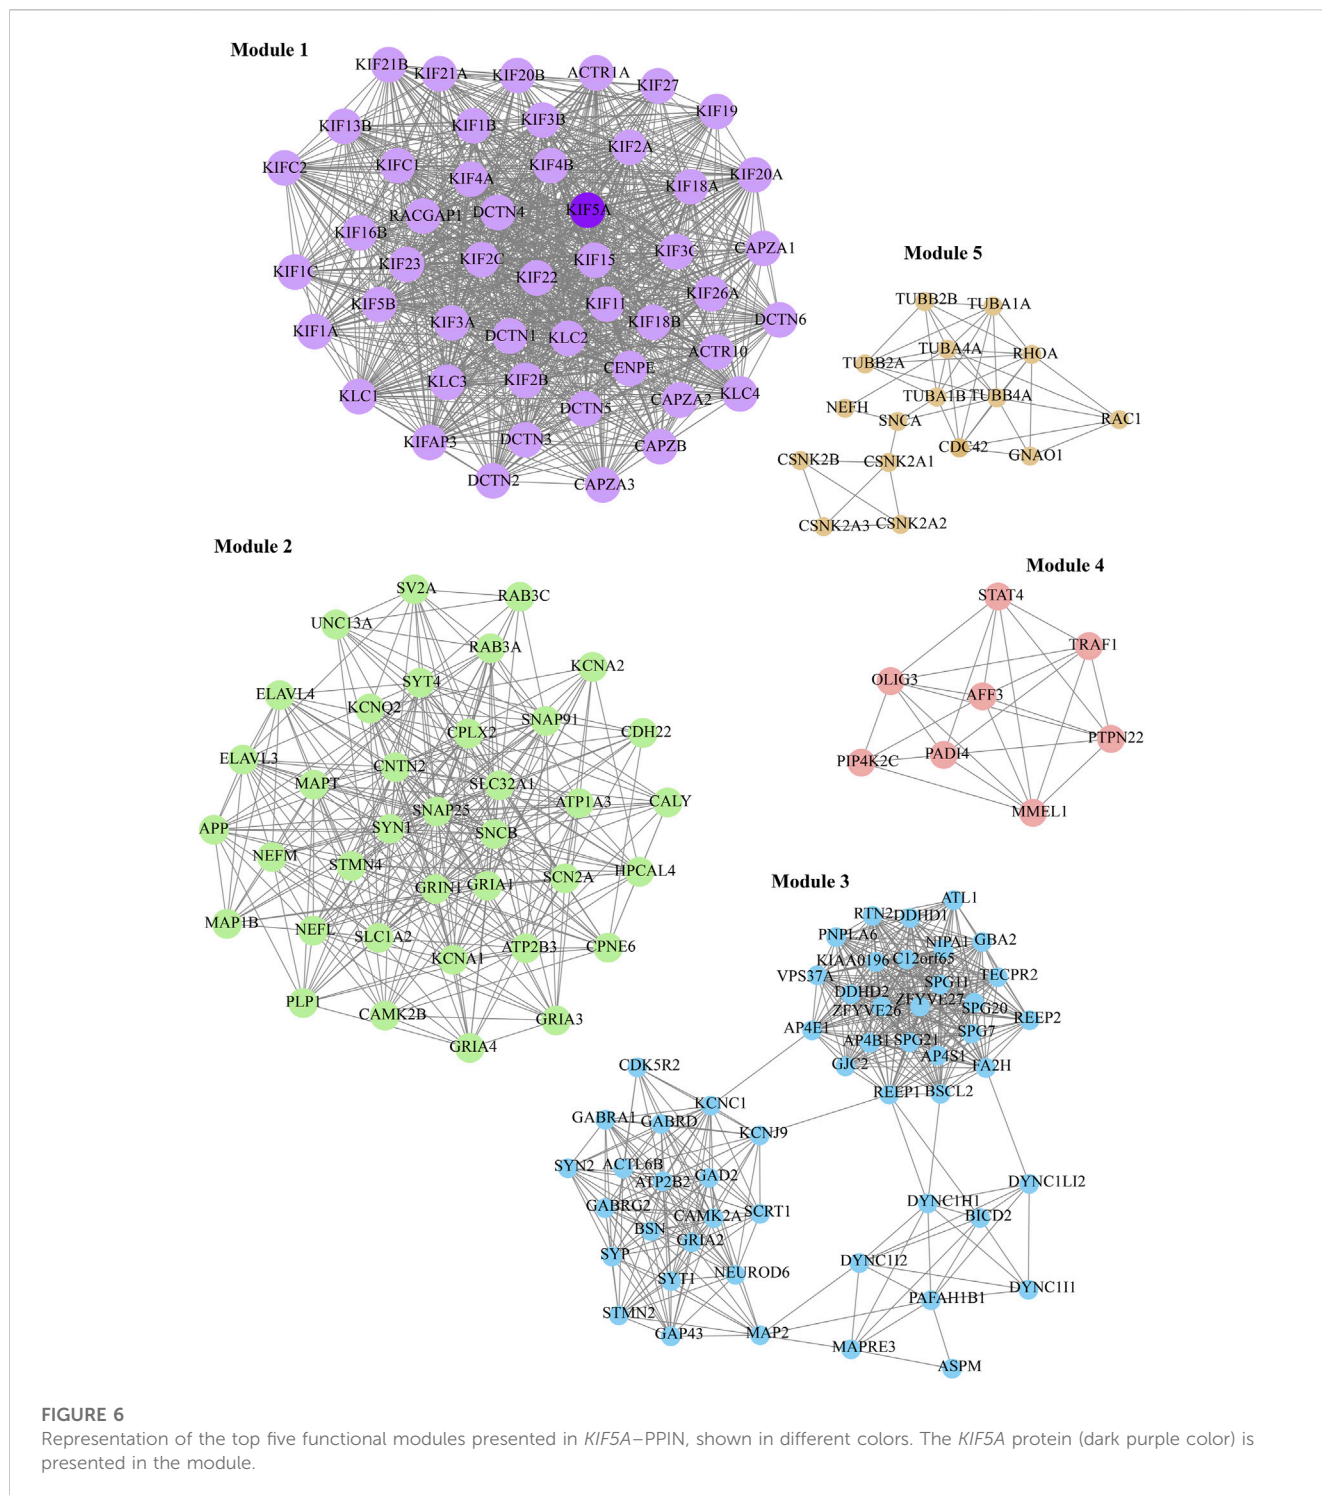 Module 1
KIF21B
KIF21A
KIF20B
ACTR1A
KIF27
KIF19
KIF13B
KIF1B
KIF3B
KIF2A
KIFC2
KIFC1
KIF4A
KIF4B
KIF18A
KIF20A
RACGAP1
DCTN4
KIF5A
KIF16B
KIF23
KIF2C
KIF15
KIF3C
CAPZA1
KIF1C
KIF22
KIF5B
KIF11
KIF26A
KIF1A
KIF3A
DCTN1
KLC2
KIF18B
DCTN6
ACTR10
CENPE
KLC1
KLC3
KIF2B
DCTN5
CAPZA2
KLC4
KIFAP3
DCTN3
CAPZB
DCTN2
CAPZA3
Module 5
TUBB2B
TUBA1A
TUBB2A
TUBA4A
RHOA
NEFH
TUBA1B
TUBB4A
SNCA
RAC1
CDC42
GNAO1
CSNK2B
CSNK2A1
CSNK2A3
CSNK2A2
Module 2
SV2A
RAB3C
UNC13A
RAB3A
KCNA2
ELAVL4
SYT4
KCNQ2
SNAP91
CPLX2
CDH22
ELAVL3
CNTN2
MAPT
SLC32A1
ATP1A3
CALY
APP
SNAP25
SYN1
SNCB
NEFM
STMN4
GRIN1
GRIA1
SCN2A
HPCAL4
MAP1B
NEFL
SLC1A2
KCNA1
ATP2B3
CPNE6
PLP1
CAMK2B
GRIA3
GRIA4
Module 4
STAT4
TRAF1
OLIG3
AFF3
PTPN22
PIP4K2C
PADI4
MMEL1
Module 3
ATL1
RTN2
DDHD1
PNPLA6
NIPA1
GBA2
KIAA0196
C12orf65
VPS37A
TECPR2
SPG11
DDHD2
ZFYVE27
ZFYVE26
SPG20
REEP2
AP4E1
SPG7
AP4B1
SPG21
AP4S1
GJC2
FA2H
REEP1
BSCL2
CDK5R2
KCNC1
GABRA1
GABRD
KCNJ9
SYN2
ACTL6B
ATP2B2
GAD2
GABRG2
CAMK2A
SCRT1
BSN
GRIA2
SYP
SYT1
NEUROD6
STMN2
GAP43
MAP2
DYNC1LI2
DYNC1H1
BICD2
DYNC1I2
DYNC1I1
PAFAH1B1
MAPRE3
ASPM
FIGURE 6
Representation of the top five functional modules presented in KIF5A–PPIN, shown in different colors. The KIF5A protein (dark purple color) is
presented in the module.